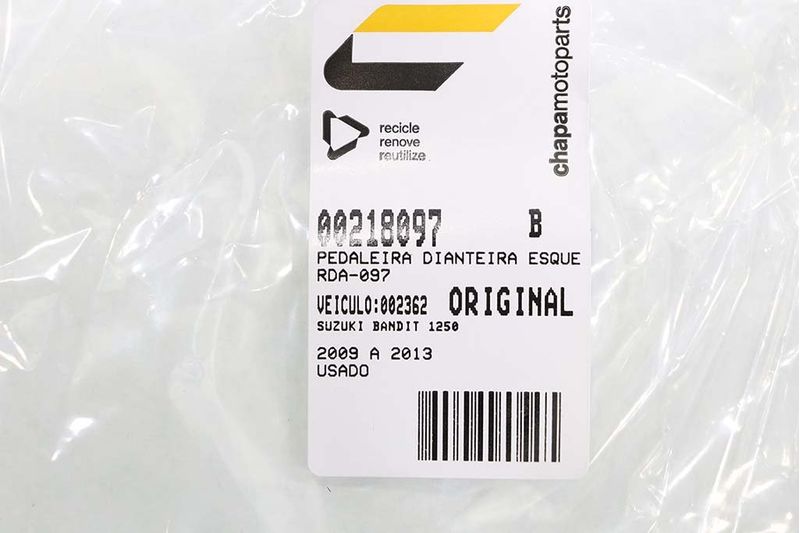 chapamotoparts
recicle
renove
reutilize
00218097 B
PEDALEIRA DIANTEIRA ESQUE
RDA-097
VEICULO:002362 ORIGINAL
SUZUKI BANDIT 1250
2009 A 2013
USADO